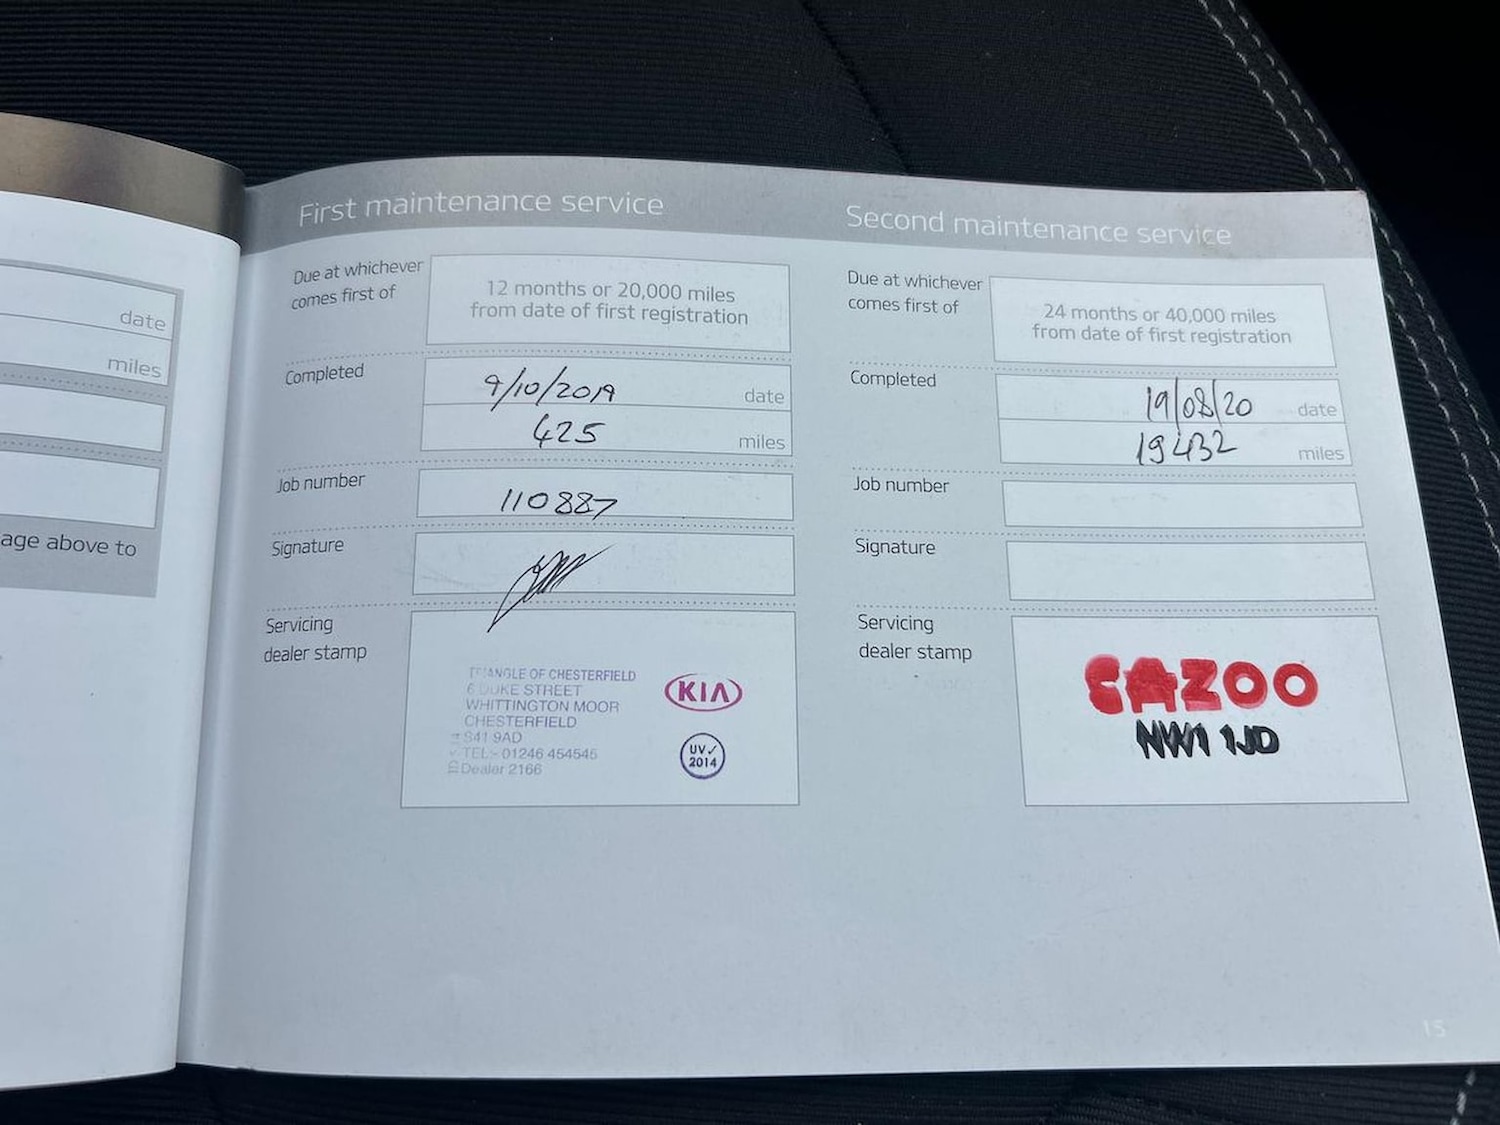 date
miles
age above to
First maintenance service
Due at whichever
comes first of
12 months or 20,000 miles
from date of first registration
Completed
9/10/2019 date
425 miles
Job number
110887
Signature
Servicing
dealer stamp
TRIANGLE OF CHESTERFIELD
6 DUKE STREET
WHITTINGTON MOOR
CHESTERFIELD
S41 9AD
TEL:- 01246 454545
Dealer 2166
KIA
UV✓
2014
Second maintenance service
Due at whichever
comes first of
24 months or 40,000 miles
from date of first registration
Completed
19/08/20 date
19432 miles
Job number
Signature
Servicing
dealer stamp
CAZOO
NW1 1JD
15